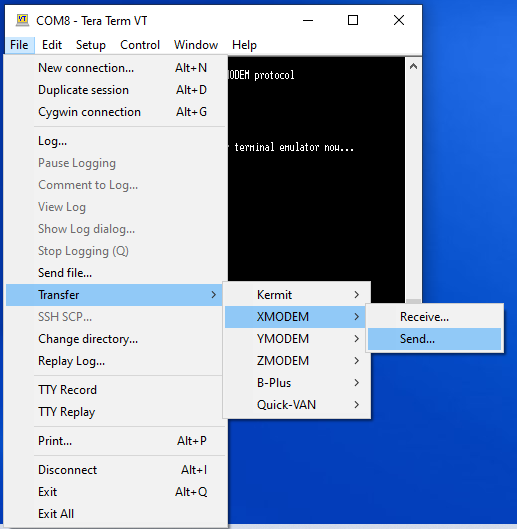 COM8 - Tera Term VT
File Edit Setup Control Window Help
New connection... Alt+N
Duplicate session Alt+D
Cygwin connection Alt+G
Log...
Pause Logging
Comment to Log...
View Log
Show Log dialog...
Stop Logging (Q)
Send file...
Transfer
SSH SCP...
Change directory...
Replay Log...
TTY Record
TTY Replay
Print... Alt+P
Disconnect Alt+I
Exit Alt+Q
Exit All
Kermit
XMODEM
YMODEM
ZMODEM
B-Plus
Quick-VAN
Receive...
Send...
protocol
terminal emulator now...